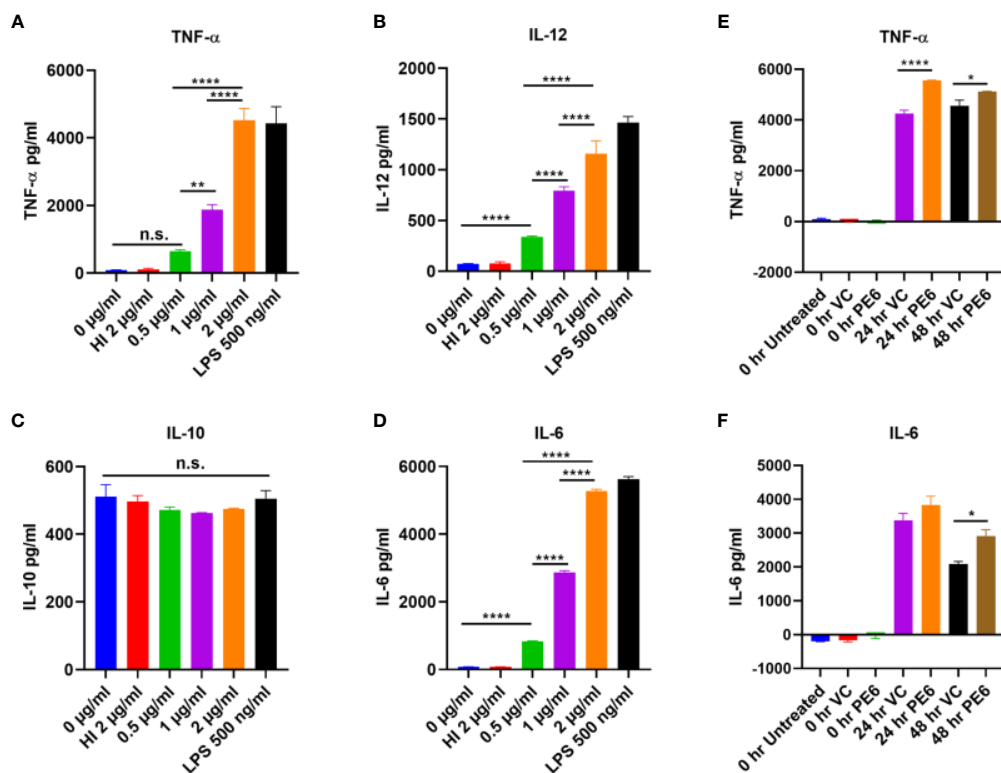 A
TNF-α
TNF-α pg/ml
6000
4000
2000
0
n.s.
**
****
****
0 µg/ml
HI 2 µg/ml
0.5 µg/ml
1 µg/ml
2 µg/ml
LPS 500 ng/ml
B
IL-12
IL-12 pg/ml
2000
1500
1000
500
0
****
****
****
****
0 µg/ml
HI 2 µg/ml
0.5 µg/ml
1 µg/ml
2 µg/ml
LPS 500 ng/ml
E
TNF-α
TNF-α pg/ml
6000
4000
2000
0
-2000
****
*
0 hr Untreated
0 hr VC
0 hr PE6
24 hr VC
24 hr PE6
48 hr VC
48 hr PE6
C
IL-10
IL-10 pg/ml
600
400
200
0
n.s.
0 µg/ml
HI 2 µg/ml
0.5 µg/ml
1 µg/ml
2 µg/ml
LPS 500 ng/ml
D
IL-6
IL-6 pg/ml
6000
4000
2000
0
****
****
****
****
0 µg/ml
HI 2 µg/ml
0.5 µg/ml
1 µg/ml
2 µg/ml
LPS 500 ng/ml
F
IL-6
IL-6 pg/ml
5000
4000
3000
2000
1000
0
-1000
*
0 hr Untreated
0 hr VC
0 hr PE6
24 hr VC
24 hr PE6
48 hr VC
48 hr PE6